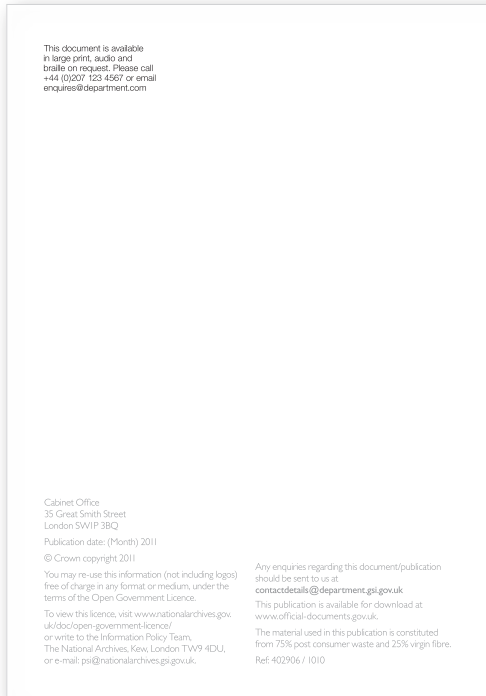 This document is available
in large print, audio and
braille on request. Please call
+44 (0)207 123 4567 or email
enquires@department.com
Cabinet Office
35 Great Smith Street
London SW1P 3BQ
Publication date: (Month) 2011
© Crown copyright 2011
You may re-use this information (not including logos)
free of charge in any format or medium, under the
terms of the Open Government Licence.
To view this licence, visit www.nationalarchives.gov.
uk/doc/open-government-licence/
or write to the Information Policy Team,
The National Archives, Kew, London TW9 4DU,
or e-mail: psi@nationalarchives.gsi.gov.uk.
Any enquiries regarding this document/publication
should be sent to us at
contactdetails@department.gsi.gov.uk
This publication is available for download at
www.official-documents.gov.uk.
The material used in this publication is constituted
from 75% post consumer waste and 25% virgin fibre.
Ref: 402906 / 1010